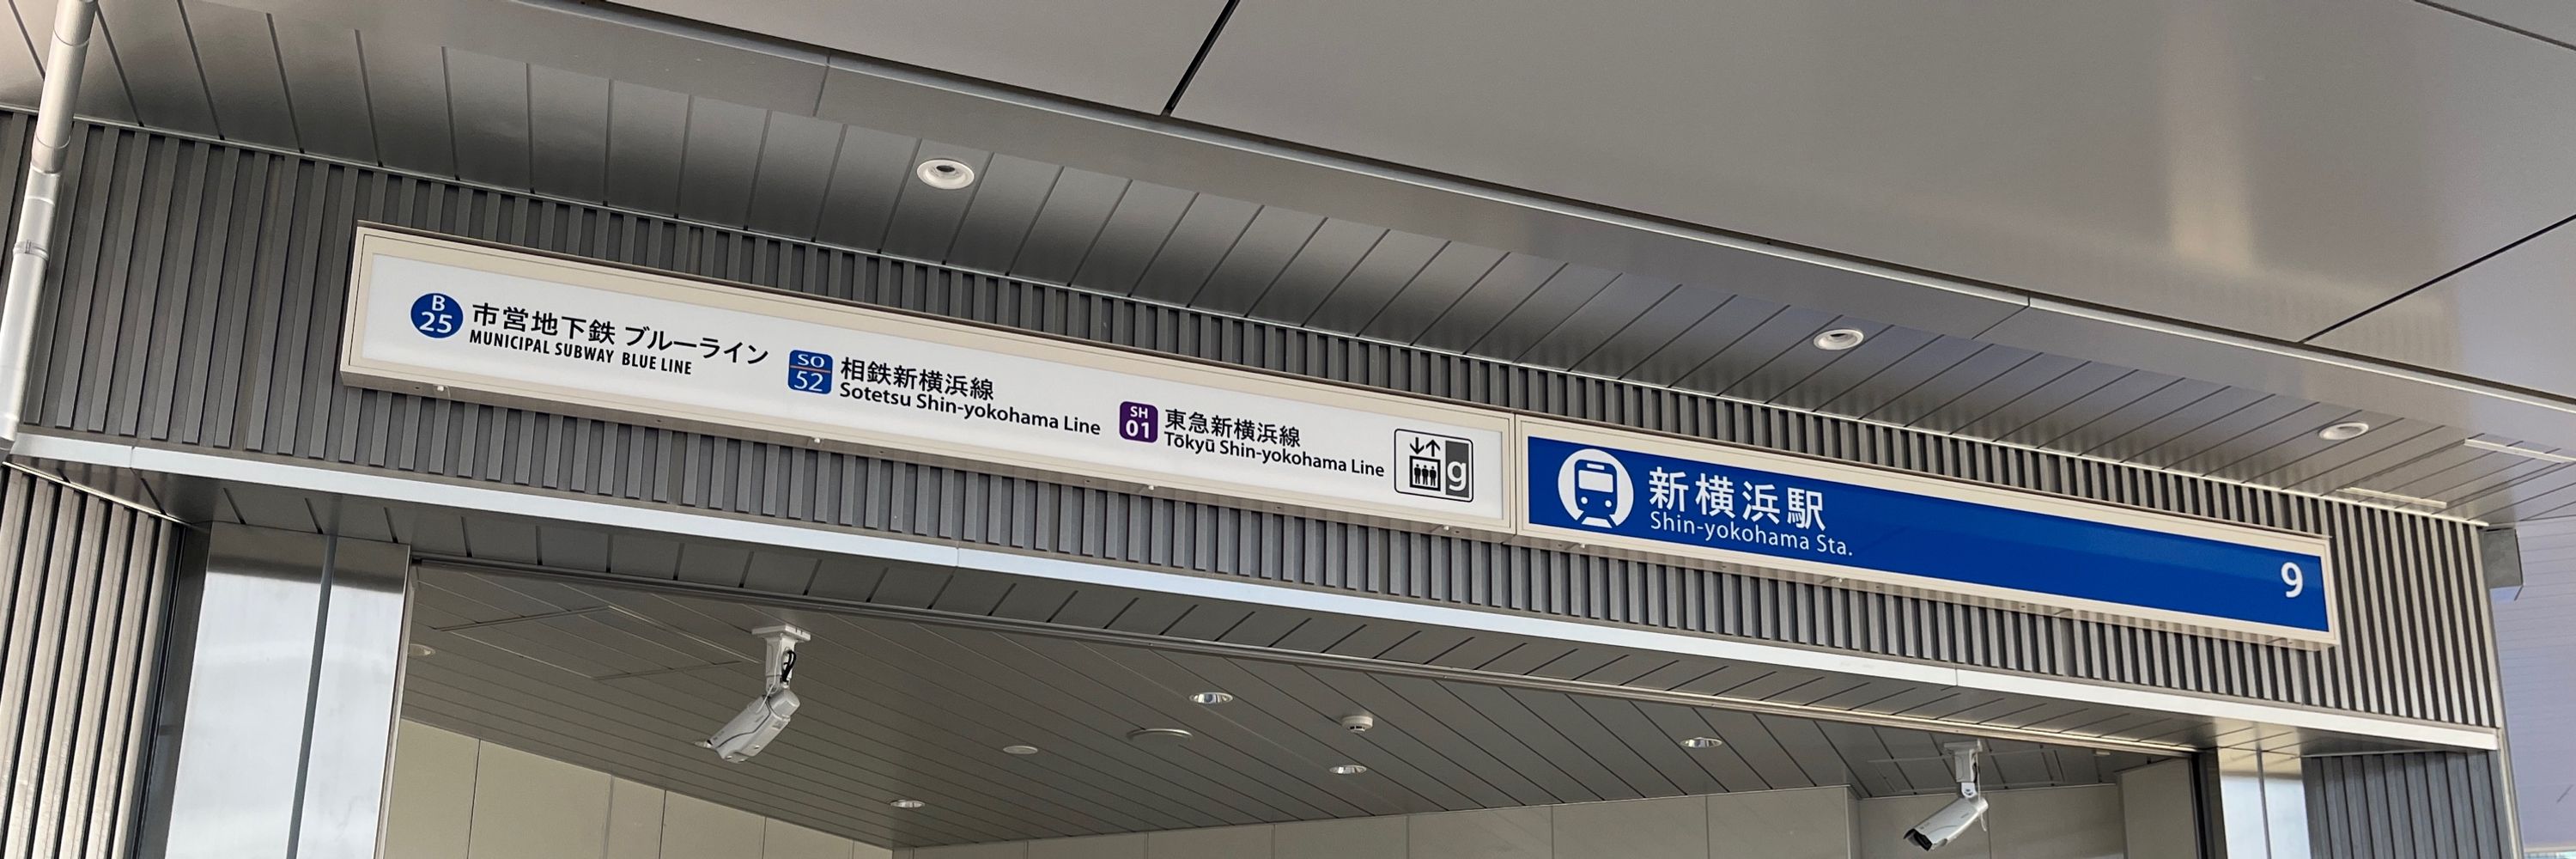 B
25
市営地下鉄 ブルーライン
MUNICIPAL SUBWAY BLUE LINE
SO
52
相鉄新横浜線
Sotetsu Shin-yokohama Line
SH
01
東急新横浜線
Tōkyū Shin-yokohama Line
g
新横浜駅
Shin-yokohama Sta.
9